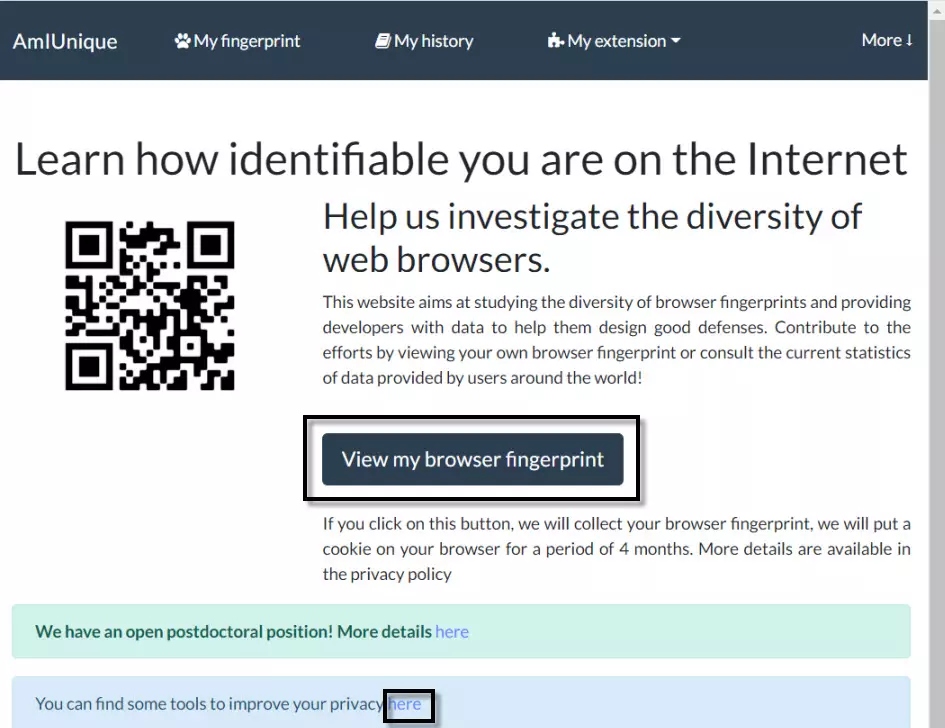 AmIUnique My fingerprint My history My extension More ↓
Learn how identifiable you are on the Internet
Help us investigate the diversity of
web browsers.
This website aims at studying the diversity of browser fingerprints and providing
developers with data to help them design good defenses. Contribute to the
efforts by viewing your own browser fingerprint or consult the current statistics
of data provided by users around the world!
View my browser fingerprint
If you click on this button, we will collect your browser fingerprint, we will put a
cookie on your browser for a period of 4 months. More details are available in
the privacy policy
We have an open postdoctoral position! More details here
You can find some tools to improve your privacy here